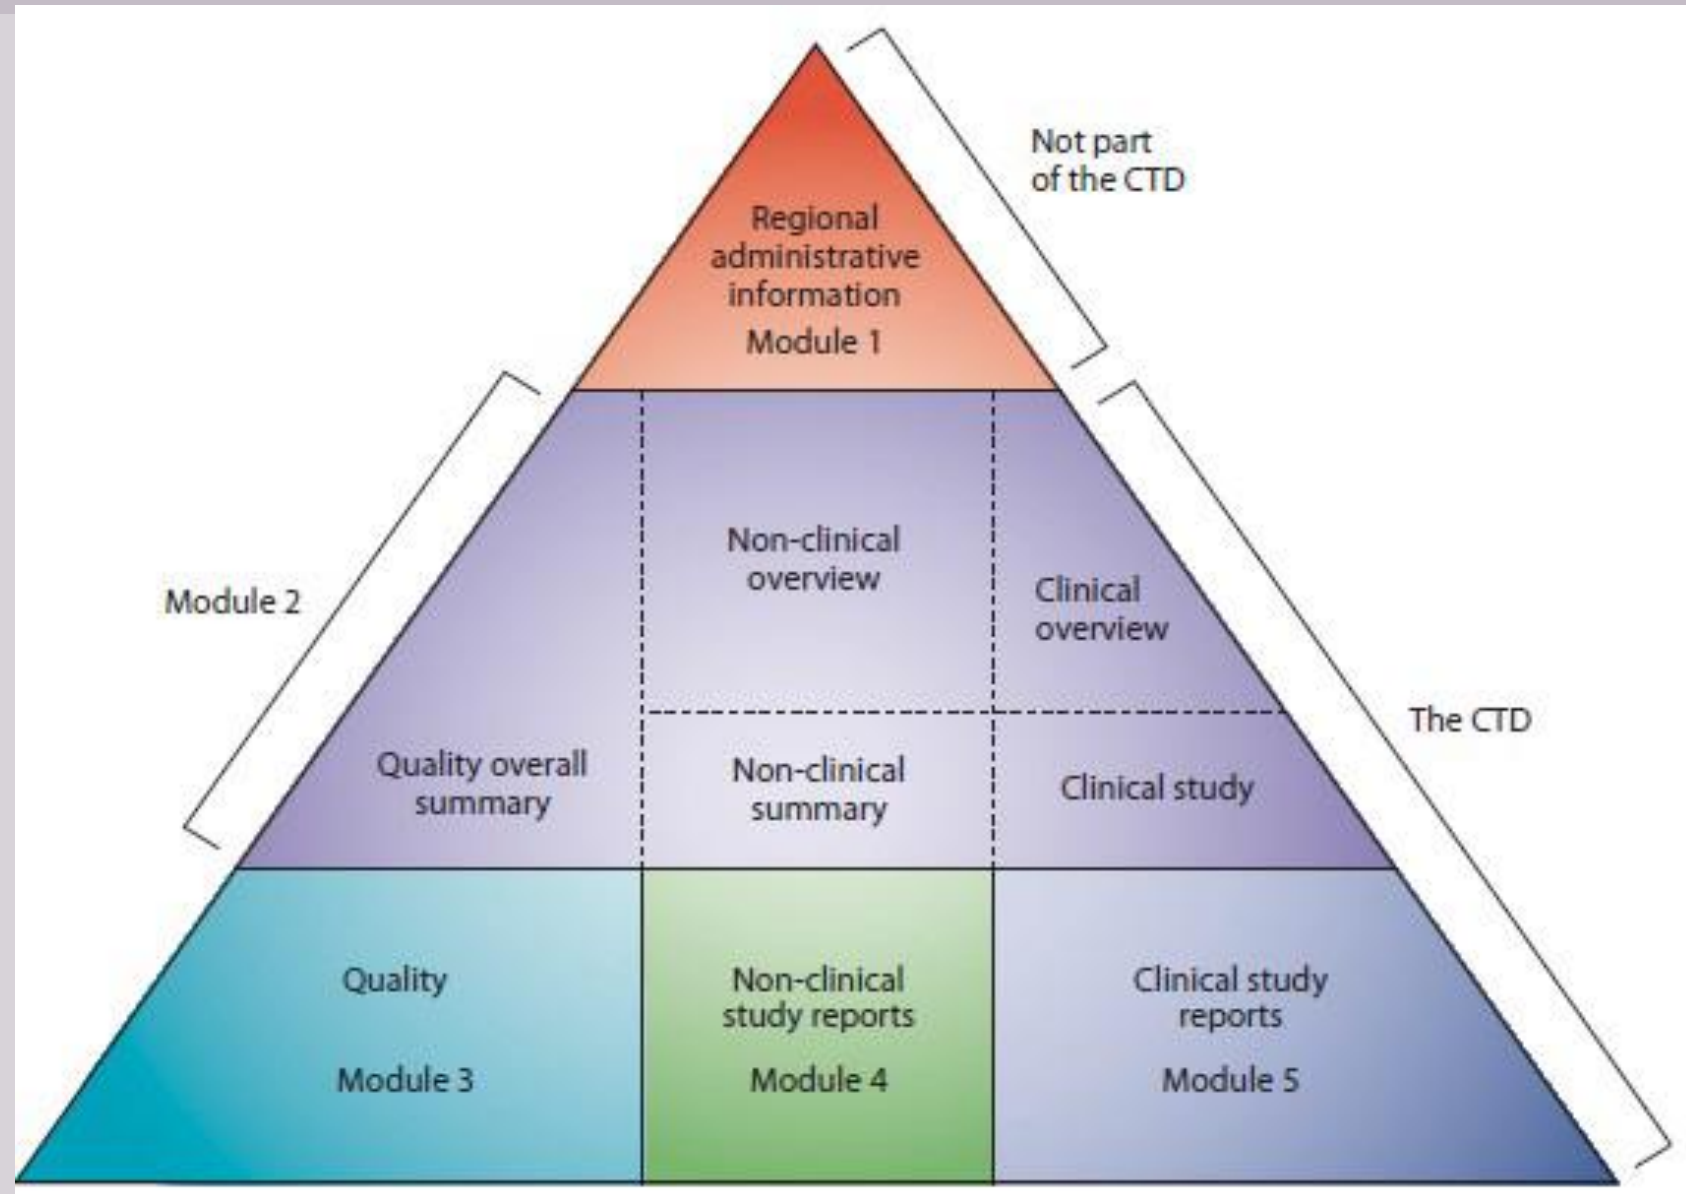 Not part
of the CTD
Regional
administrative
information
Module 1
Module 2
Non-clinical
overview
Clinical
overview
The CTD
Quality overall
summary
Non-clinical
summary
Clinical study
Quality
Module 3
Non-clinical
study reports
Module 4
Clinical study
reports
Module 5